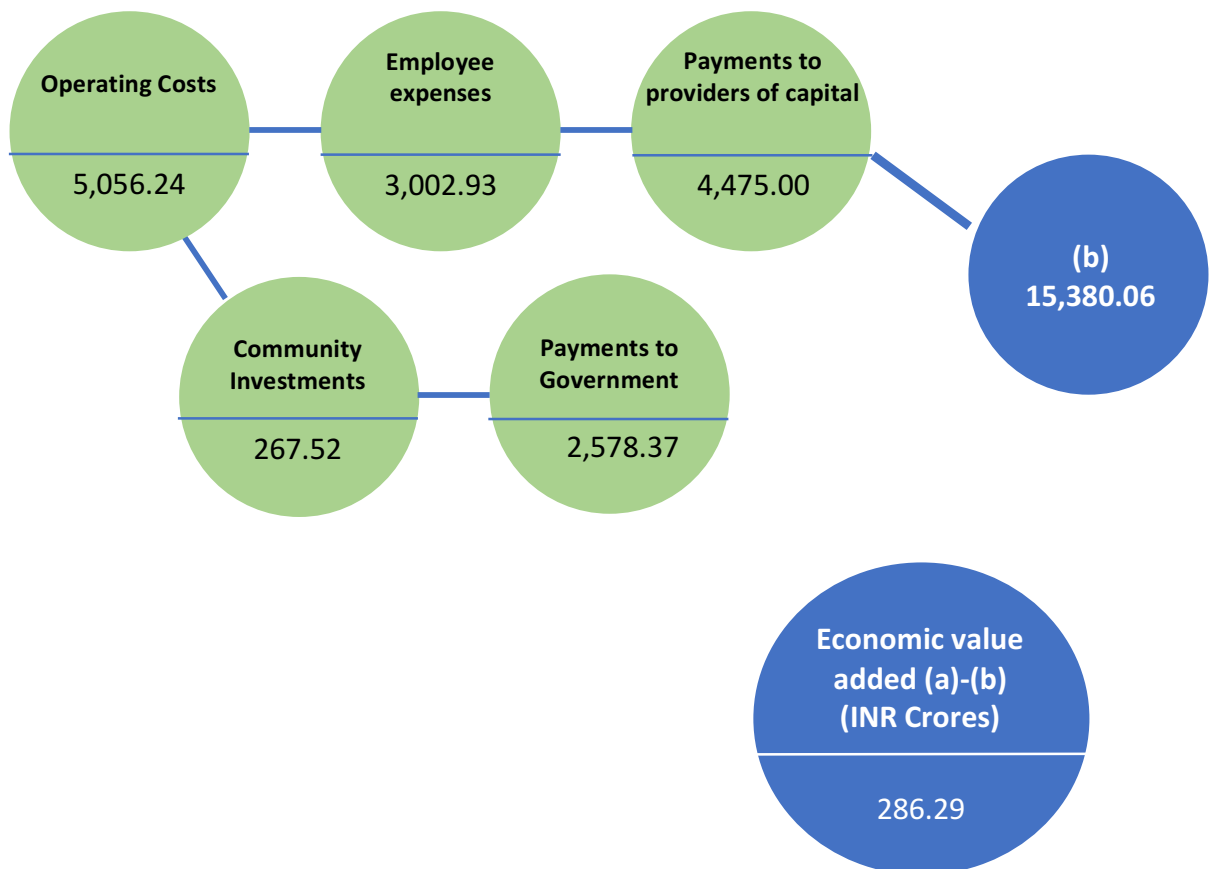 Operating Costs
5,056.24
Employee
expenses
3,002.93
Payments to
providers of capital
4,475.00
(b)
15,380.06
Community
Investments
267.52
Payments to
Government
2,578.37
Economic value
added (a)-(b)
(INR Crores)
286.29